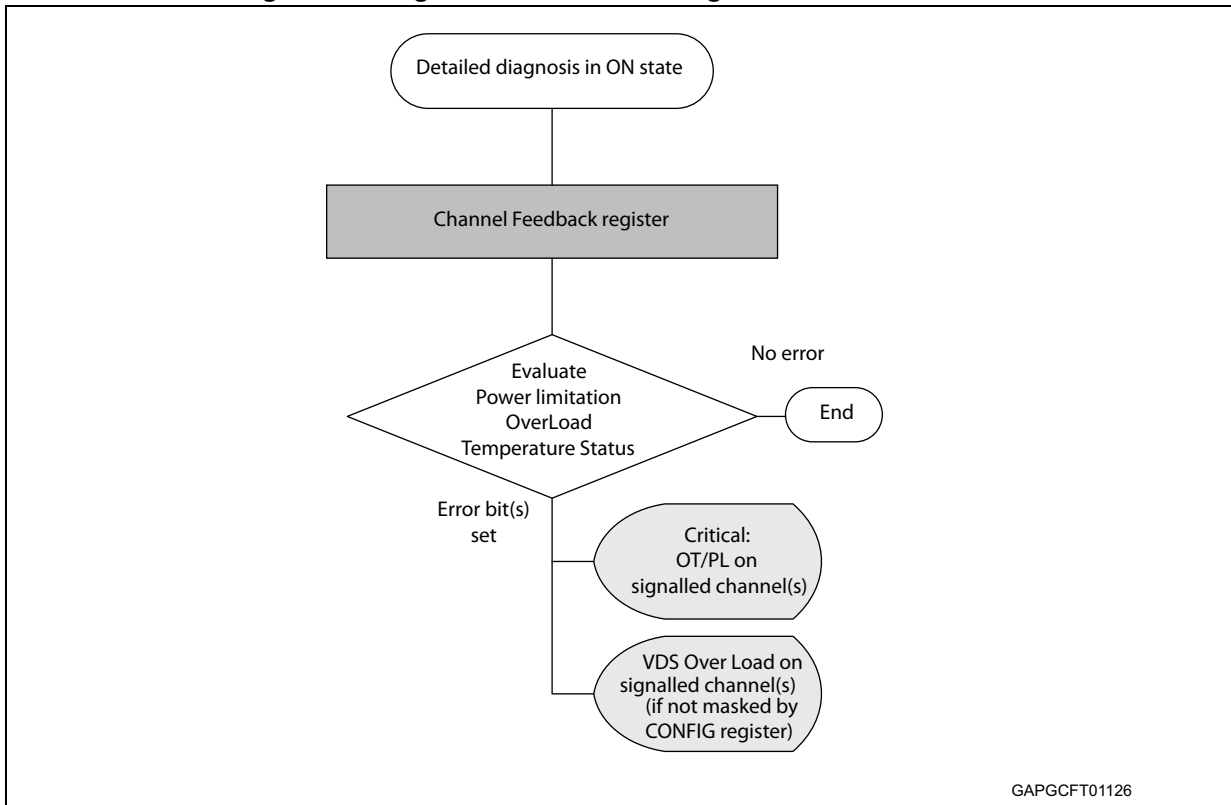 Detailed diagnosis in ON state
Channel Feedback register
No error
Evaluate
Power limitation
OverLoad
Temperature Status
End
Error bit(s)
set
Critical:
OT/PL on
signalled channel(s)
VDS Over Load on
signalled channel(s)
(if not masked by
CONFIG register)
GAPGCFT01126